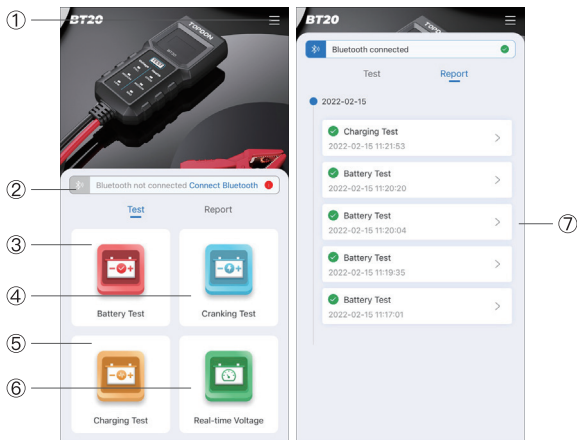 ① BT20
TOPDON
② Bluetooth not connected Connect Bluetooth
Test Report
③
Battery Test
④ Cranking Test
⑤
Charging Test
⑥ Real-time Voltage
BT20
Bluetooth connected
Test Report
2022-02-15
Charging Test
2022-02-15 11:21:53
Battery Test
2022-02-15 11:20:20
Battery Test
2022-02-15 11:20:04
Battery Test
2022-02-15 11:19:35
Battery Test
2022-02-15 11:17:01
⑦